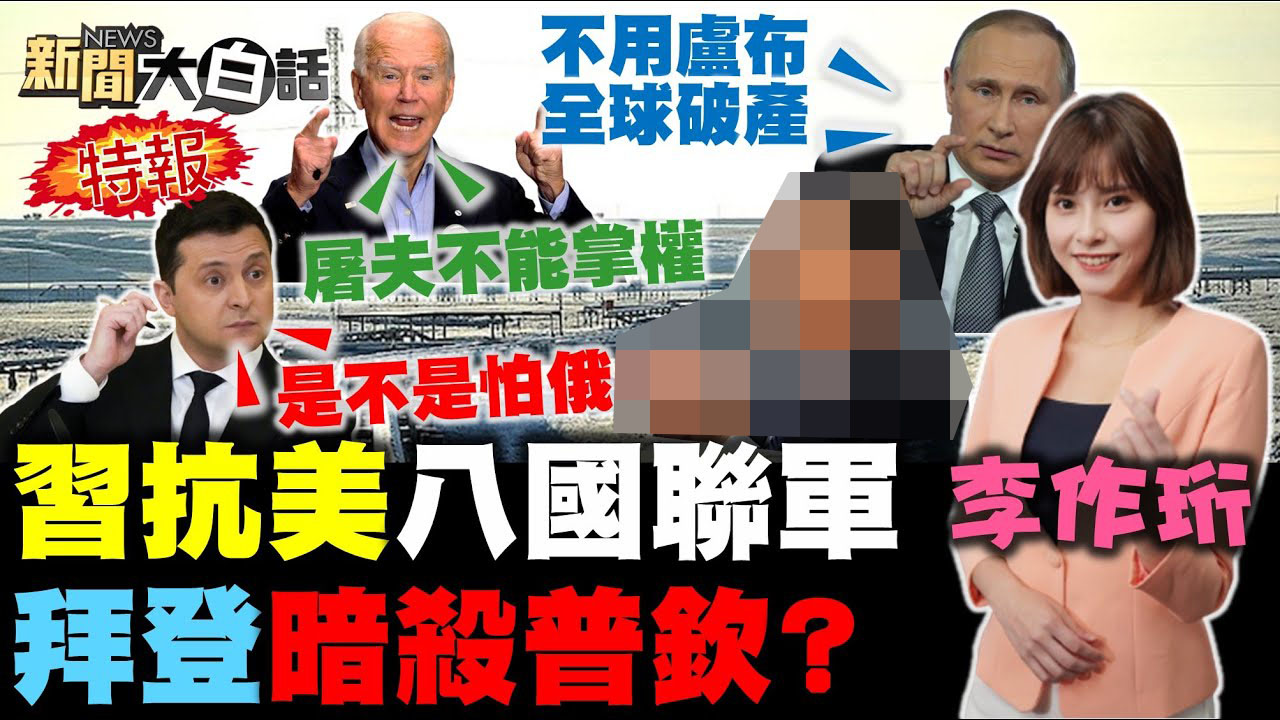 NEWS
新聞大白話
特報
不用盧布
全球破產
屠夫不能掌權
是不是怕俄
習抗美八國聯軍
李作珩
拜登暗殺普欽?